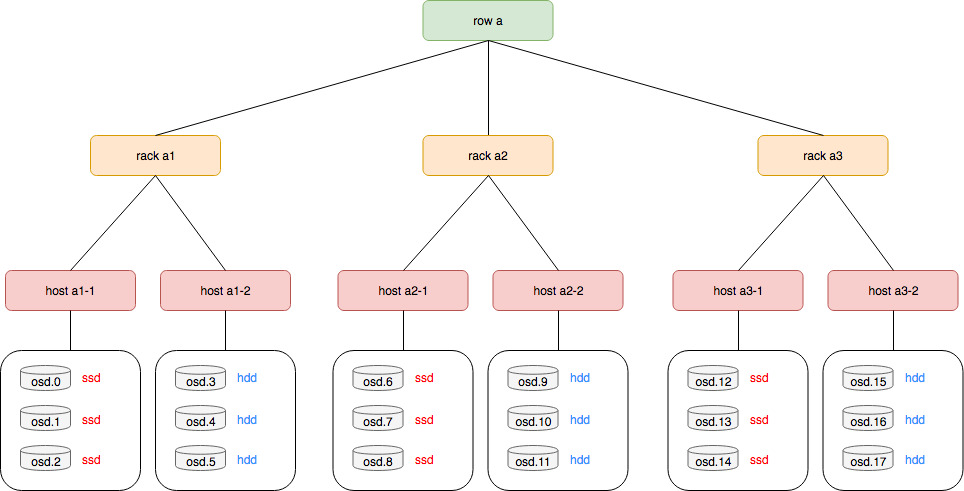 row a
rack a1 rack a2 rack a3
host a1-1 host a1-2 host a2-1 host a2-2 host a3-1 host a3-2
osd.0 ssd osd.3 hdd osd.6 ssd osd.9 hdd osd.12 ssd osd.15 hdd
osd.1 ssd osd.4 hdd osd.7 ssd osd.10 hdd osd.13 ssd osd.16 hdd
osd.2 ssd osd.5 hdd osd.8 ssd osd.11 hdd osd.14 ssd osd.17 hdd